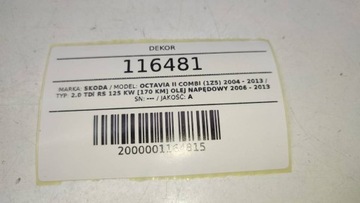 DEKOR
116481
MARKA: SKODA / MODEL: OCTAVIA II COMBI (1Z5) 2004 - 2013 /
TYP: 2.0 TDI RS 125 KW [170 KM] OLEJ NAPĘDOWY 2006 - 2013
SN: --- / JAKOŚĆ: A
2000001164815